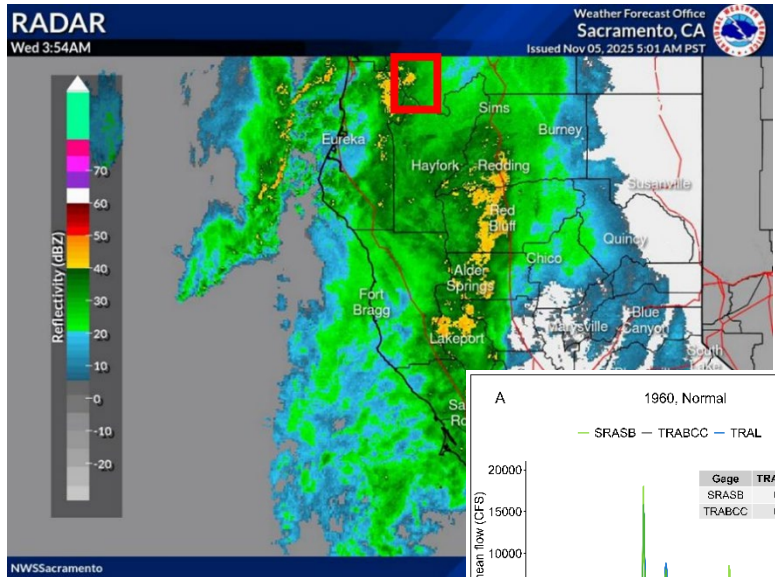 RADAR
Wed 3:54AM
Weather Forecast Office
Sacramento, CA
Issued Nov 05, 2025 5:01 AM PST
Reflectivity (dBZ)
70
60
50
40
30
20
10
0
-10
-20
Eureka
Sims
Burney
Hayfork
Redding
Susanville
Red
Bluff
Quincy
Chico
Alder
Springs
Fort
Bragg
Marysville
Blue
Canyon
Lakeport
South
NWSSacramento
A
1960, Normal
SRASB
TRABCC
TRAL
20000
15000
10000
flow (CFS)
Gage
SRASB
TRABCC